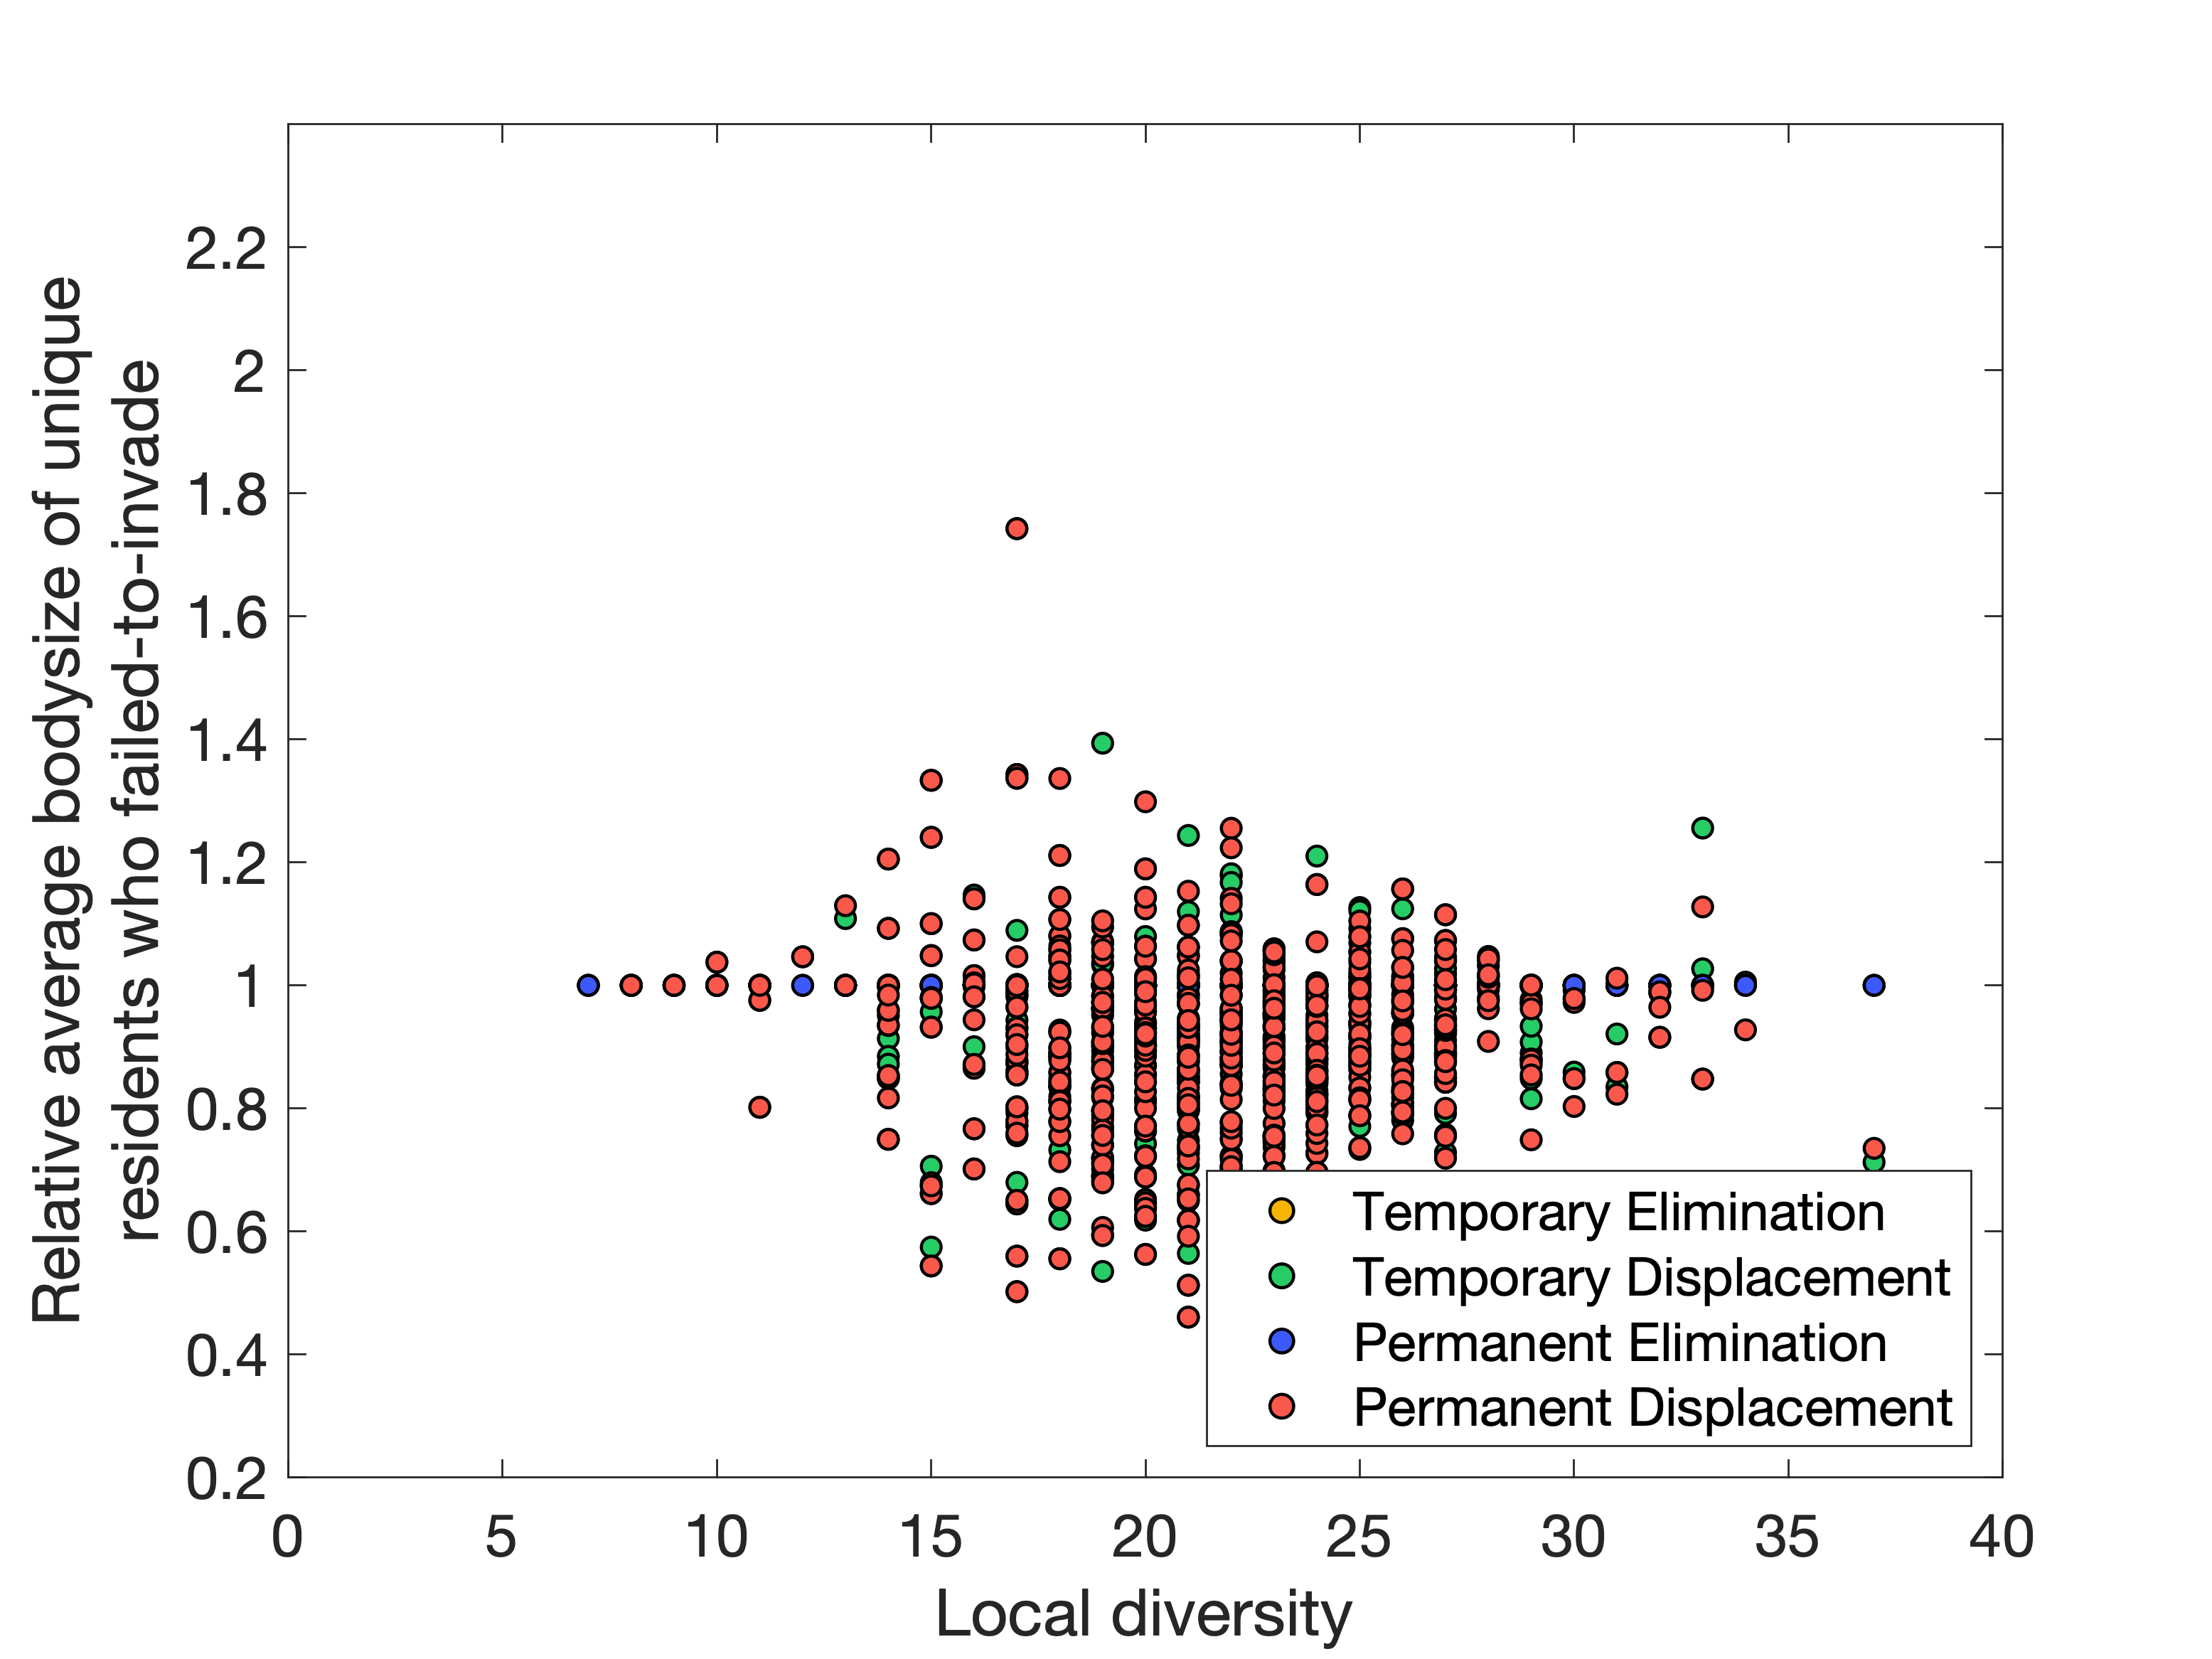 Relative average bodysize of unique
residents who failed-to-invade
2.2
2
1.8
1.6
1.4
1.2
1
0.8
0.6
0.4
0.2
0 5 10 15 20 25 30 35 40
Local diversity
Temporary Elimination
Temporary Displacement
Permanent Elimination
Permanent Displacement